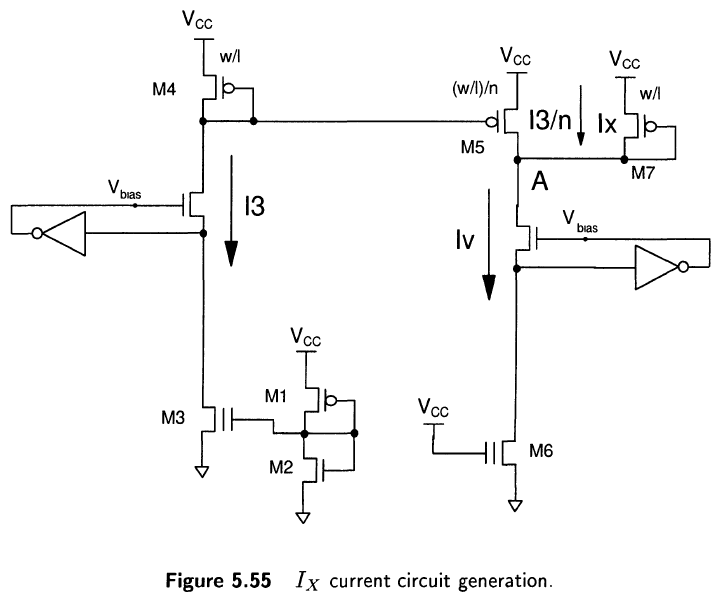 VCC
w/l
M4
VCC
(w/l)/n
I3/n
VCC
w/l
Ix
M5
M7
A
Vbias
I3
Vbias
Iv
VCC
M1
M3
M2
VCC
M6
Figure 5.55 IX current circuit generation.